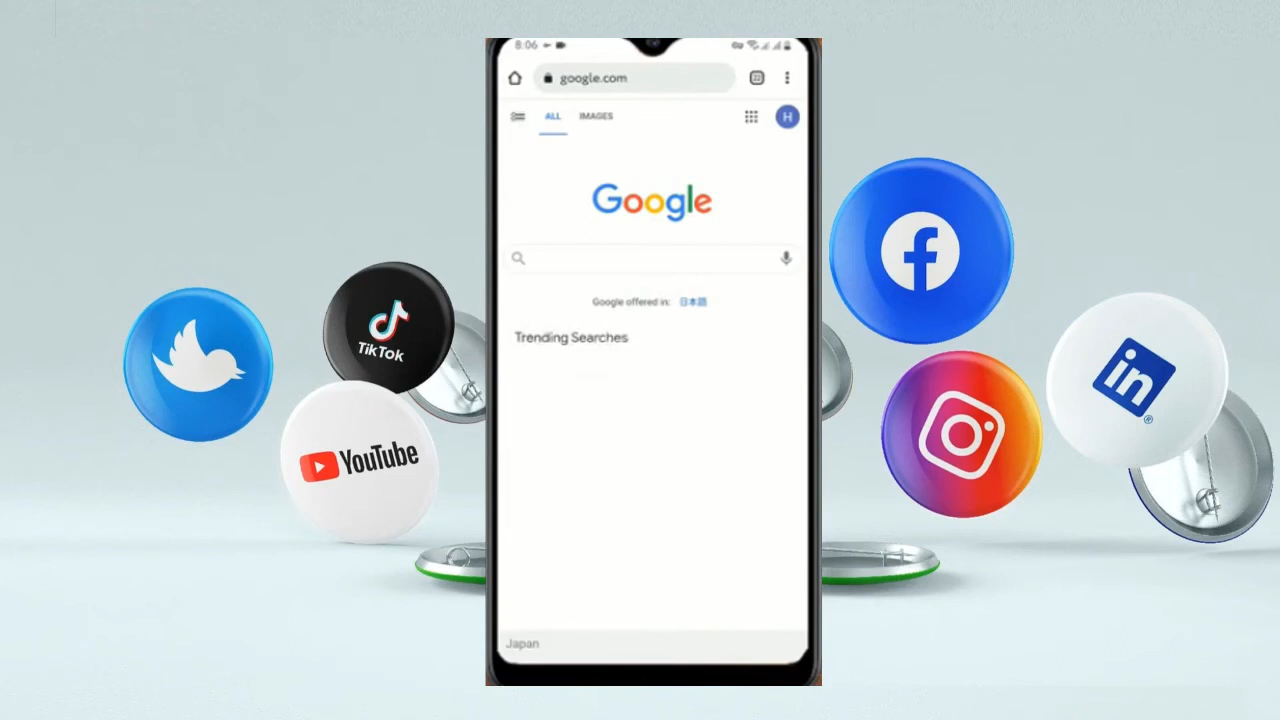 8:06
google.com
22
ALL IMAGES
H
Google
Google offered in: 日本語
Trending Searches
Japan
TikTok
YouTube
f
in
®